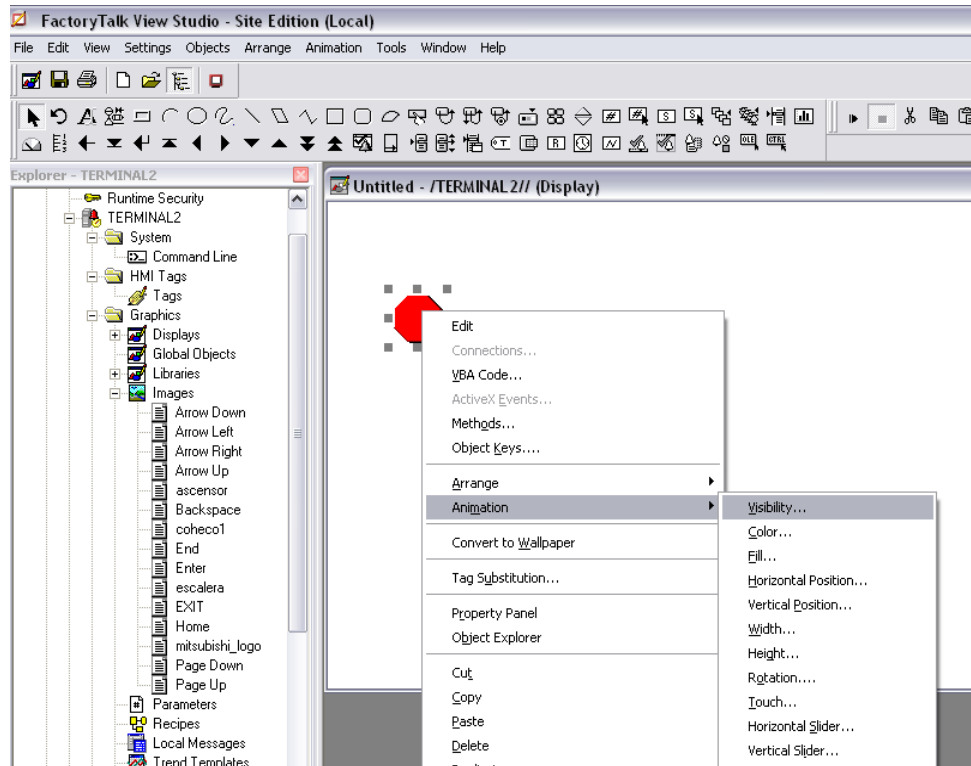 FactoryTalk View Studio - Site Edition (Local)
File Edit View Settings Objects Arrange Animation Tools Window Help
Explorer - TERMINAL2
Runtime Security
TERMINAL2
System
Command Line
HMI Tags
Tags
Graphics
Displays
Global Objects
Libraries
Images
Arrow Down
Arrow Left
Arrow Right
Arrow Up
ascensor
Backspace
coheco1
End
Enter
escalera
EXIT
Home
mitsubishi_logo
Page Down
Page Up
Parameters
Recipes
Local Messages
Trend Templates
Untitled - /TERMINAL2// (Display)
Edit
Connections...
VBA Code...
ActiveX Events...
Methods...
Object Keys....
Arrange
Animation
Convert to Wallpaper
Tag Substitution...
Property Panel
Object Explorer
Cut
Copy
Paste
Delete
Visibility...
Color...
Fill...
Horizontal Position...
Vertical Position...
Width...
Height...
Rotation....
Touch...
Horizontal Slider...
Vertical Slider...